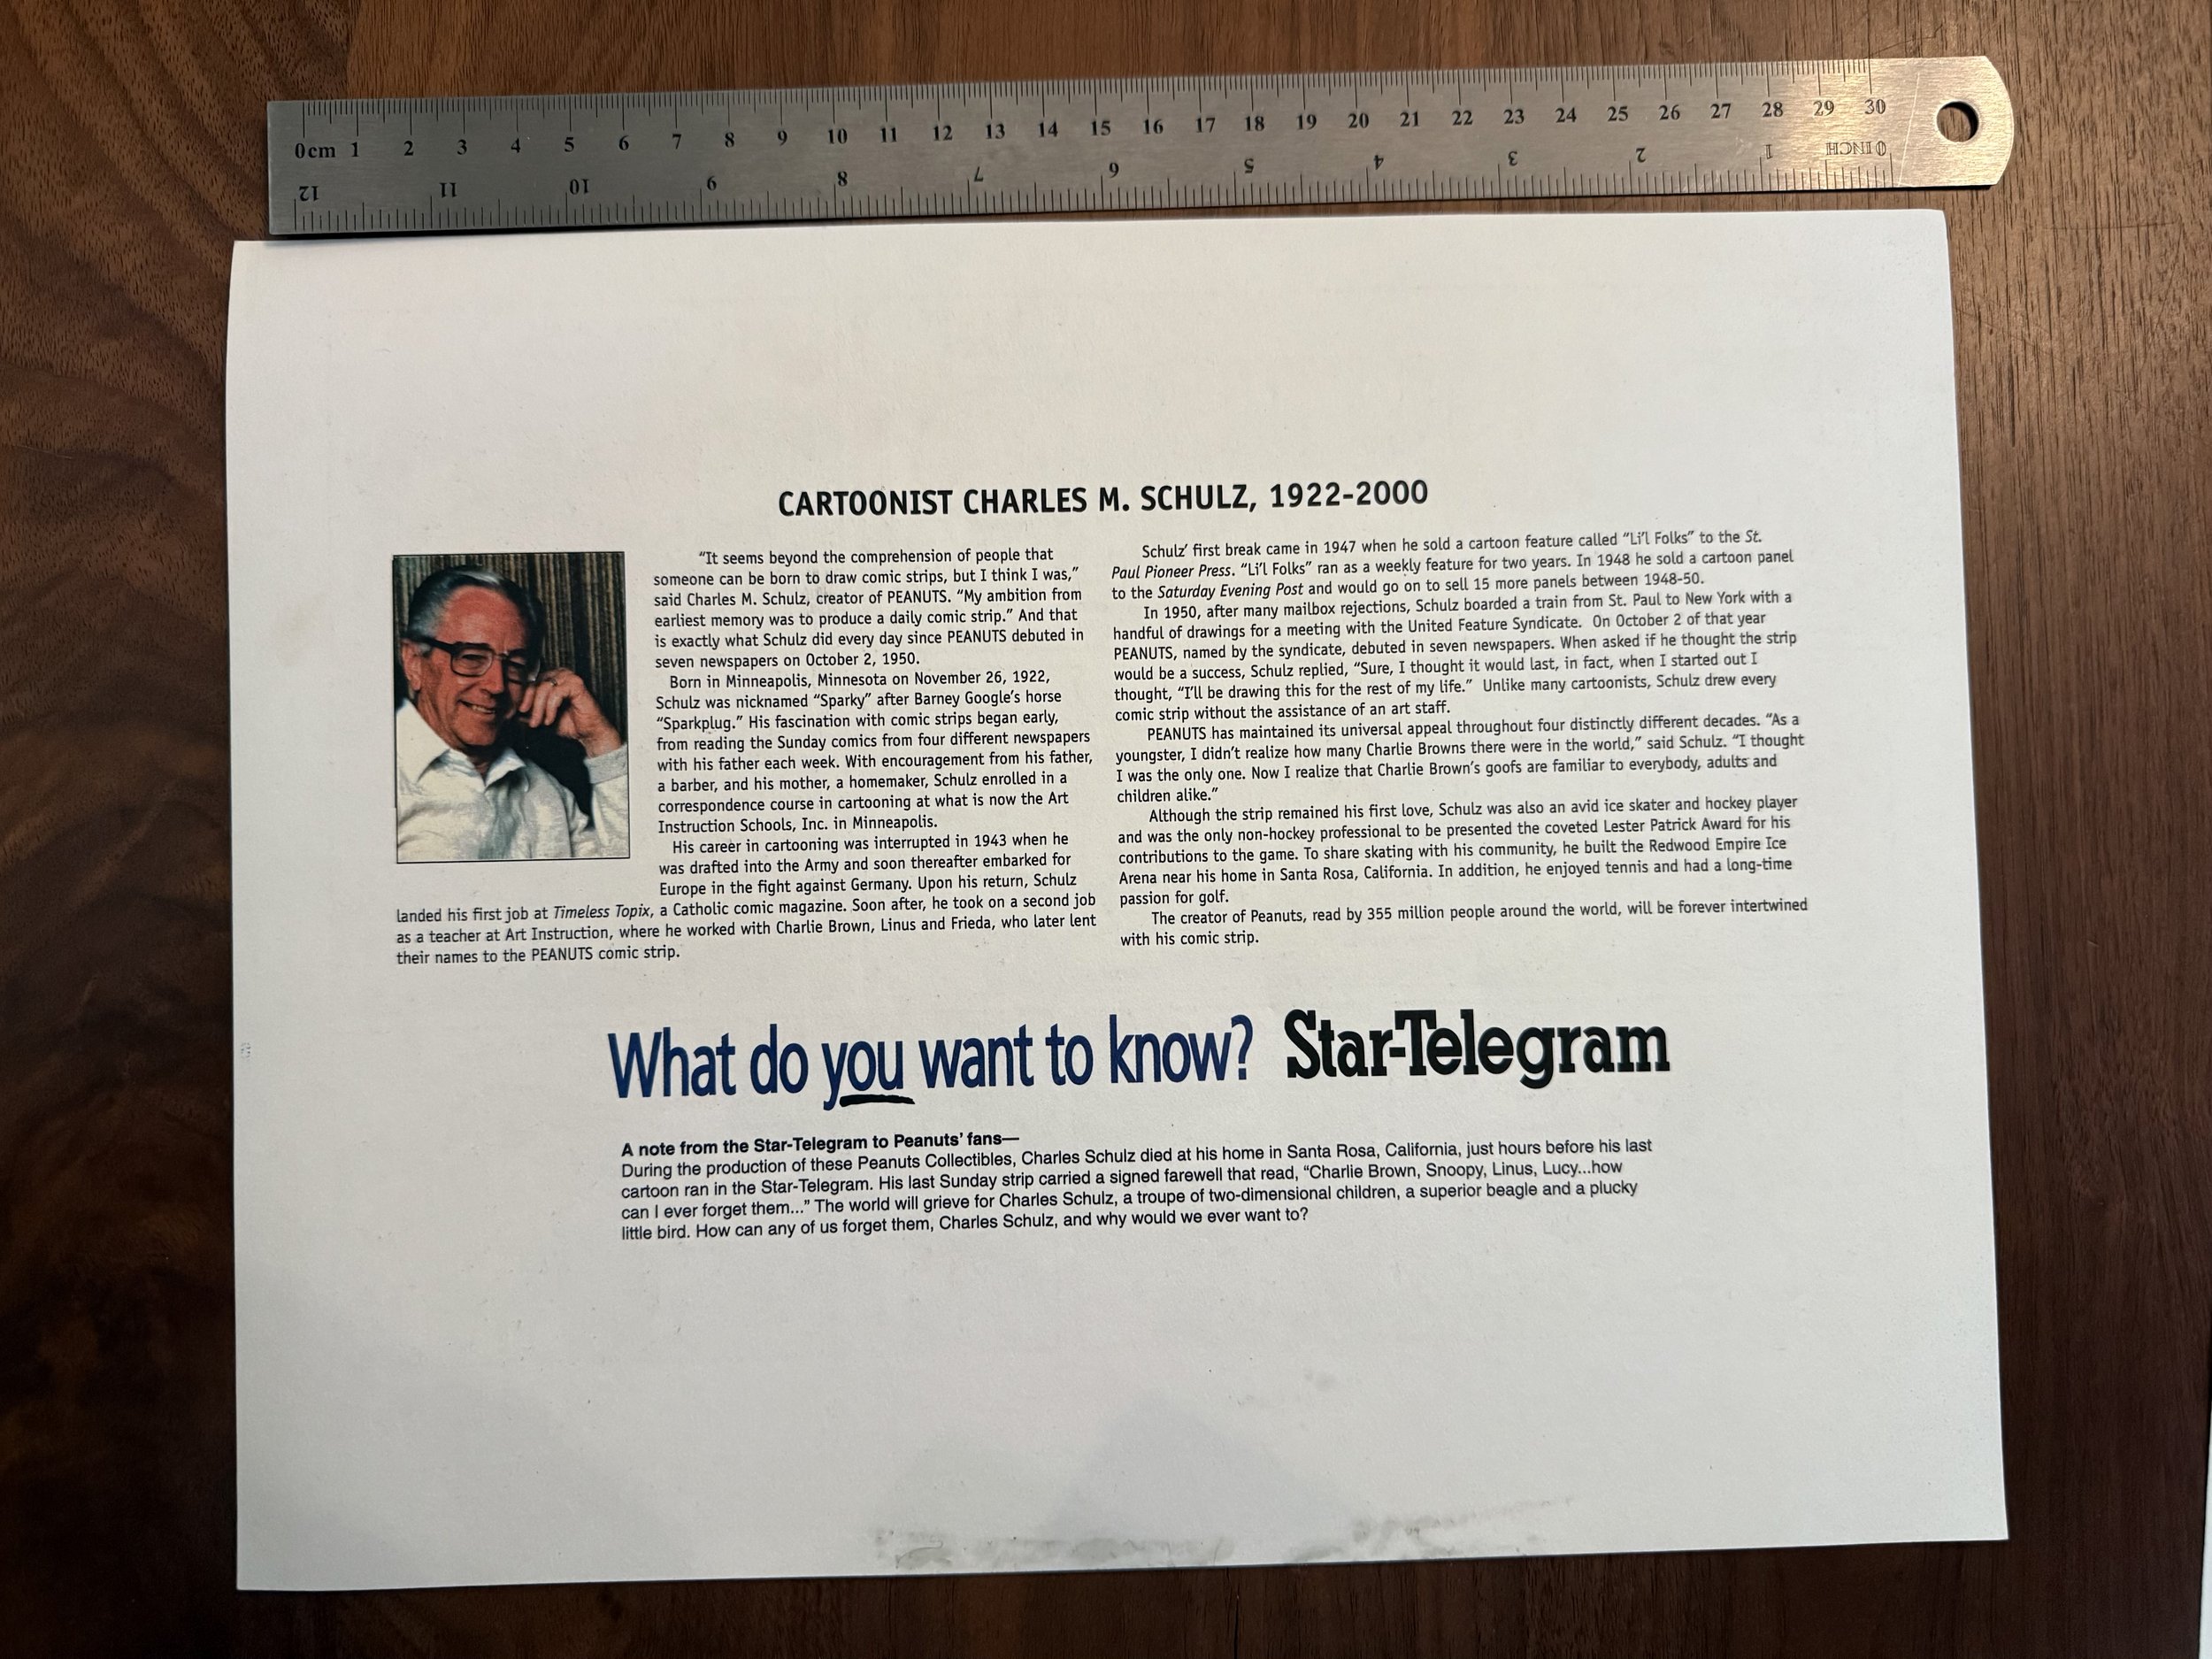 0cm 1 2 3 4 5 6 7 8 9 10 11 12 13 14 15 16 17 18 19 20 21 22 23 24 25 26 27 28 29 30
12 11 10 9 8 7 6 5 4 3 2 1 0 INCH
CARTOONIST CHARLES M. SCHULZ, 1922-2000
“It seems beyond the comprehension of people that
someone can be born to draw comic strips, but I think I was,”
said Charles M. Schulz, creator of PEANUTS. “My ambition from
earliest memory was to produce a daily comic strip.” And that
is exactly what Schulz did every day since PEANUTS debuted in
seven newspapers on October 2, 1950.
Born in Minneapolis, Minnesota on November 26, 1922,
Schulz was nicknamed “Sparky” after Barney Google’s horse
“Sparkplug.” His fascination with comic strips began early,
from reading the Sunday comics from four different newspapers
with his father each week. With encouragement from his father,
a barber, and his mother, a homemaker, Schulz enrolled in a
correspondence course in cartooning at what is now the Art
Instruction Schools, Inc. in Minneapolis.
His career in cartooning was interrupted in 1943 when he
was drafted into the Army and soon thereafter embarked for
Europe in the fight against Germany. Upon his return, Schulz
landed his first job at Timeless Topix, a Catholic comic magazine. Soon after, he took on a second job
as a teacher at Art Instruction, where he worked with Charlie Brown, Linus and Frieda, who later lent
their names to the PEANUTS comic strip.
Schulz’ first break came in 1947 when he sold a cartoon feature called “Li’l Folks” to the St.
Paul Pioneer Press. “Li’l Folks” ran as a weekly feature for two years. In 1948 he sold a cartoon panel
to the Saturday Evening Post and would go on to sell 15 more panels between 1948-50.
In 1950, after many mailbox rejections, Schulz boarded a train from St. Paul to New York with a
handful of drawings for a meeting with the United Feature Syndicate. On October 2 of that year
PEANUTS, named by the syndicate, debuted in seven newspapers. When asked if he thought the strip
would be a success, Schulz replied, “Sure, I thought it would last, in fact, when I started out I
thought, “I’ll be drawing this for the rest of my life.” Unlike many cartoonists, Schulz drew every
comic strip without the assistance of an art staff.
PEANUTS has maintained its universal appeal throughout four distinctly different decades. “As a
youngster, I didn’t realize how many Charlie Browns there were in the world,” said Schulz. “I thought
I was the only one. Now I realize that Charlie Brown’s goofs are familiar to everybody, adults and
children alike.”
Although the strip remained his first love, Schulz was also an avid ice skater and hockey player
and was the only non-hockey professional to be presented the coveted Lester Patrick Award for his
contributions to the game. To share skating with his community, he built the Redwood Empire Ice
Arena near his home in Santa Rosa, California. In addition, he enjoyed tennis and had a long-time
passion for golf.
The creator of Peanuts, read by 355 million people around the world, will be forever intertwined
with his comic strip.
What do you want to know? Star-Telegram
A note from the Star-Telegram to Peanuts’ fans—
During the production of these Peanuts Collectibles, Charles Schulz died at his home in Santa Rosa, California, just hours before his last
cartoon ran in the Star-Telegram. His last Sunday strip carried a signed farewell that read, “Charlie Brown, Snoopy, Linus, Lucy...how
can I ever forget them...” The world will grieve for Charles Schulz, a troupe of two-dimensional children, a superior beagle and a plucky
little bird. How can any of us forget them, Charles Schulz, and why would we ever want to?